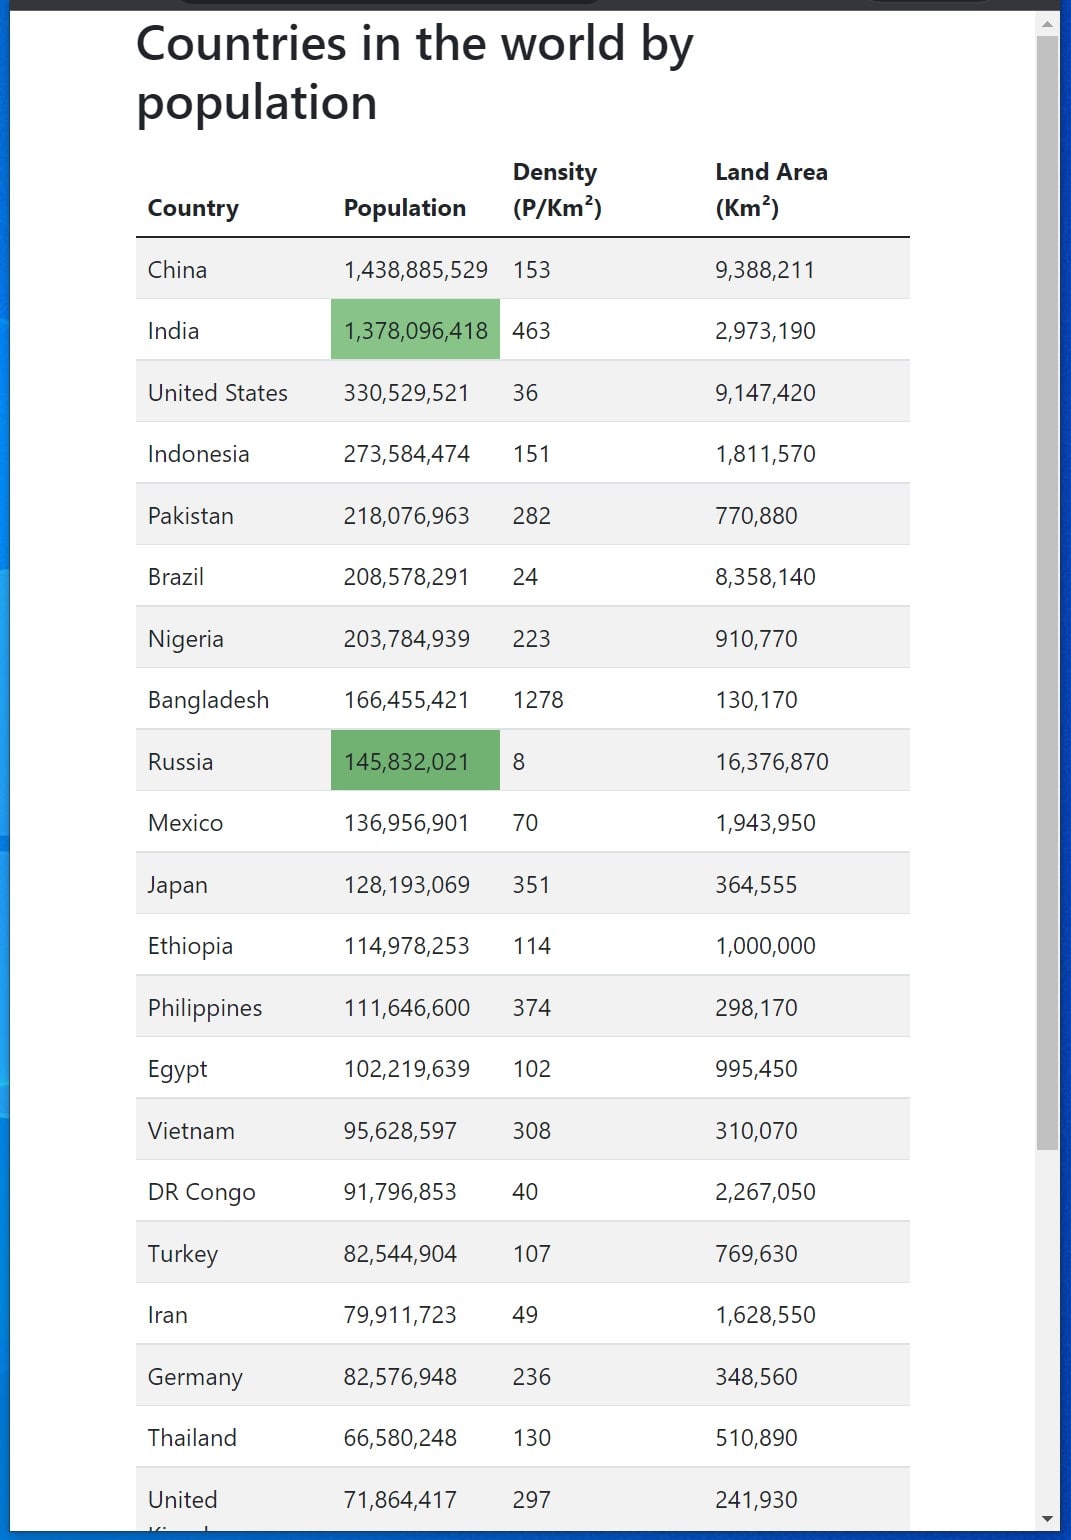 Countries in the world by
population
Country Population Density (P/Km²) Land Area (Km²)
China 1,438,885,529 153 9,388,211
India 1,378,096,418 463 2,973,190
United States 330,529,521 36 9,147,420
Indonesia 273,584,474 151 1,811,570
Pakistan 218,076,963 282 770,880
Brazil 208,578,291 24 8,358,140
Nigeria 203,784,939 223 910,770
Bangladesh 166,455,421 1278 130,170
Russia 145,832,021 8 16,376,870
Mexico 136,956,901 70 1,943,950
Japan 128,193,069 351 364,555
Ethiopia 114,978,253 114 1,000,000
Philippines 111,646,600 374 298,170
Egypt 102,219,639 102 995,450
Vietnam 95,628,597 308 310,070
DR Congo 91,796,853 40 2,267,050
Turkey 82,544,904 107 769,630
Iran 79,911,723 49 1,628,550
Germany 82,576,948 236 348,560
Thailand 66,580,248 130 510,890
United 71,864,417 297 241,930